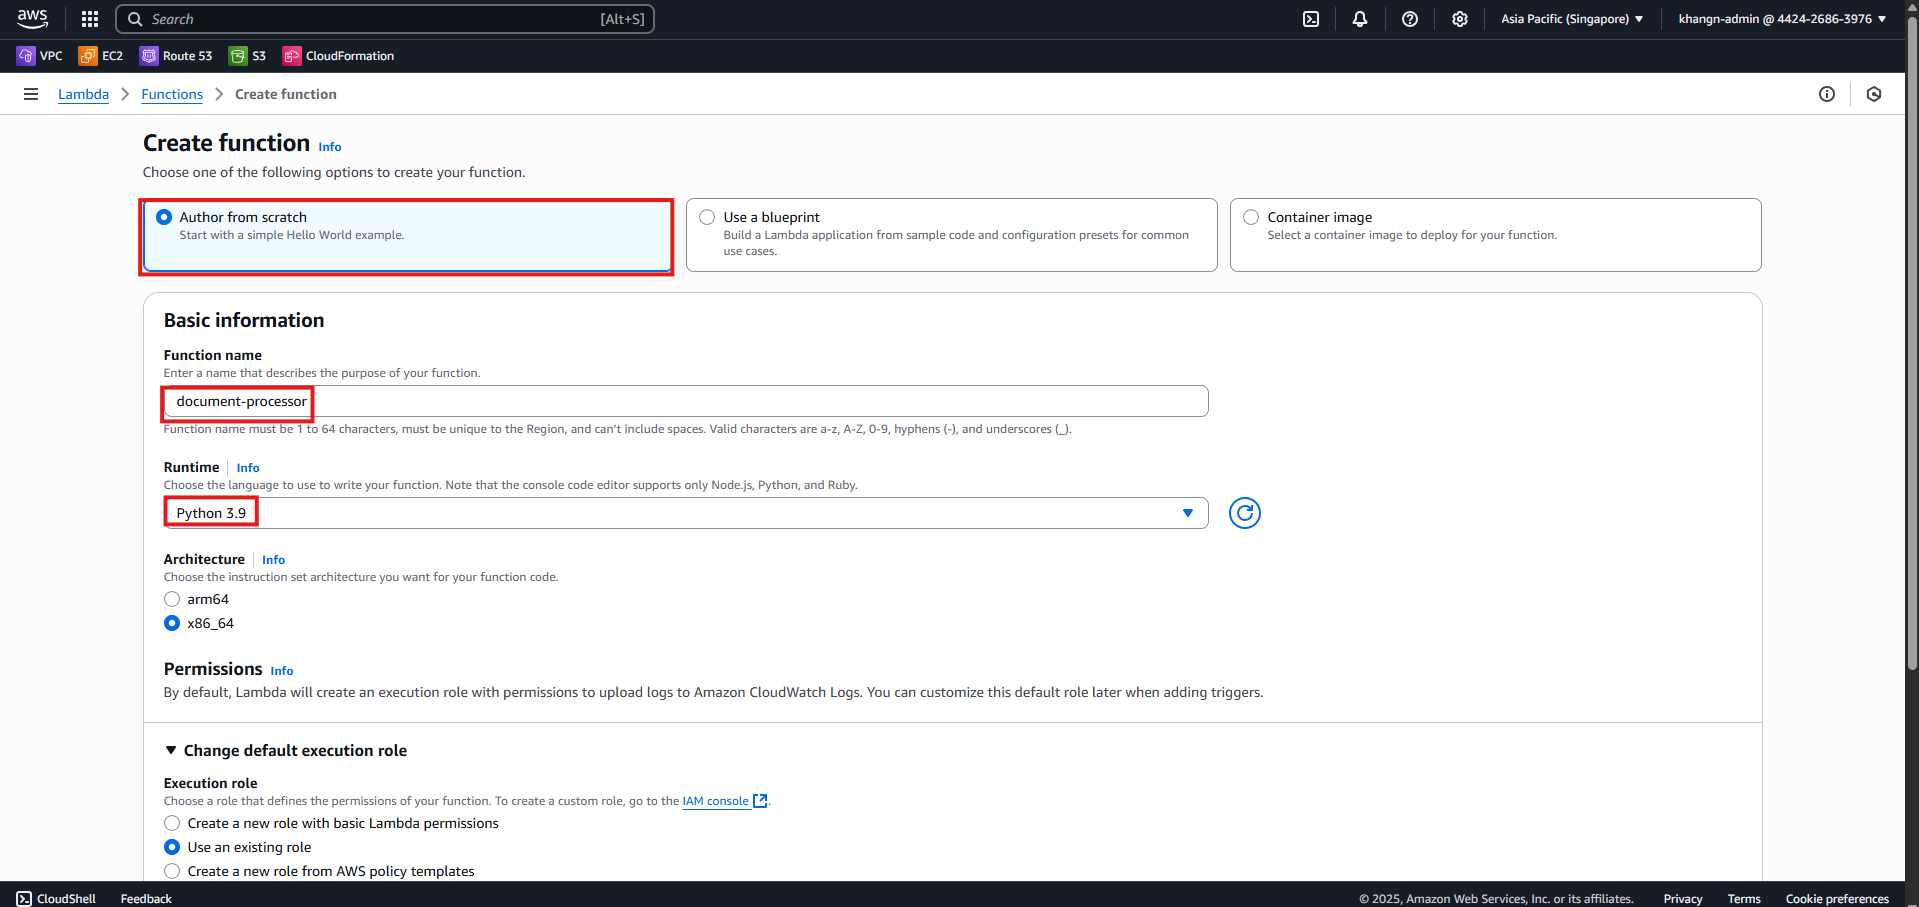 aws
Search [Alt+S]
Asia Pacific (Singapore)
khangn-admin @ 4424-2686-3976
VPC EC2 Route 53 S3 CloudFormation
Lambda Functions Create function
Create function Info
Choose one of the following options to create your function.
Author from scratch
Start with a simple Hello World example.
Use a blueprint
Build a Lambda application from sample code and configuration presets for common
use cases.
Container image
Select a container image to deploy for your function.
Basic information
Function name
Enter a name that describes the purpose of your function.
document-processor
Function name must be 1 to 64 characters, must be unique to the Region, and can't include spaces. Valid characters are a-z, A-Z, 0-9, hyphens (-), and underscores (_).
Runtime Info
Choose the language to use to write your function. Note that the console code editor supports only Node.js, Python, and Ruby.
Python 3.9
Architecture Info
Choose the instruction set architecture you want for your function code.
arm64
x86_64
Permissions Info
By default, Lambda will create an execution role with permissions to upload logs to Amazon CloudWatch Logs. You can customize this default role later when adding triggers.
Change default execution role
Execution role
Choose a role that defines the permissions of your function. To create a custom role, go to the IAM console.
Create a new role with basic Lambda permissions
Use an existing role
Create a new role from AWS policy templates
CloudShell Feedback © 2025, Amazon Web Services, Inc. or its affiliates. Privacy Terms Cookie preferences